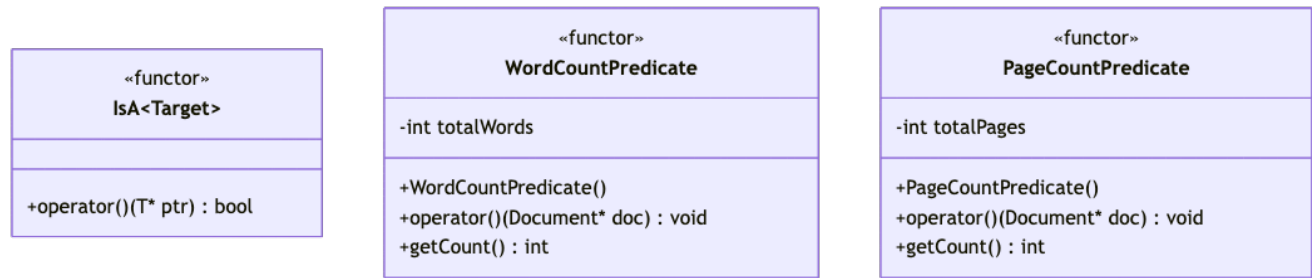 «functor»
IsA<Target>
+operator()(T* ptr) : bool
«functor»
WordCountPredicate
-int totalWords
+WordCountPredicate()
+operator()(Document* doc) : void
+getCount() : int
«functor»
PageCountPredicate
-int totalPages
+PageCountPredicate()
+operator()(Document* doc) : void
+getCount() : int